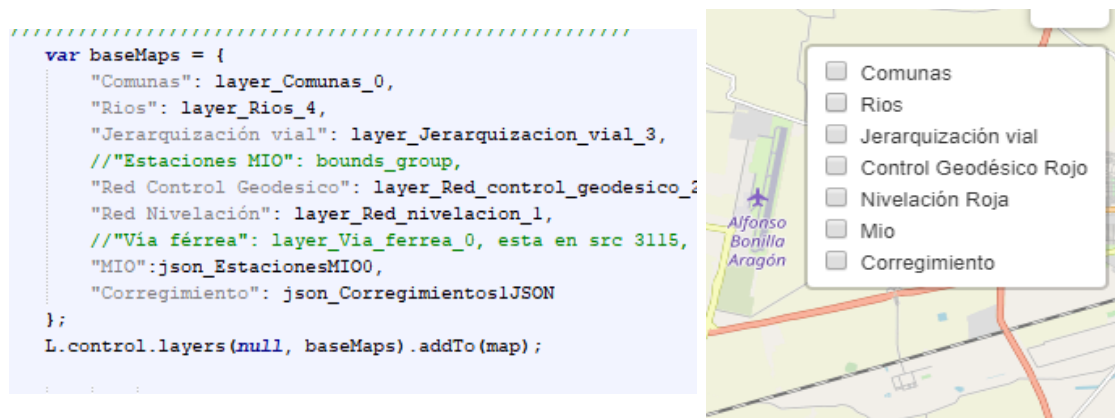 ////////////////////////////////////////////////////////
var baseMaps = {
"Comunas": layer_Comunas_0,
"Rios": layer_Rios_4,
"Jerarquización vial": layer_Jerarquizacion_vial_3,
//"Estaciones MIO": bounds_group,
"Red Control Geodesico": layer_Red_control_geodesico_2
"Red Nivelación": layer_Red_nivelacion_1,
//"Vía férrea": layer_Via_ferrea_0, esta en src 3115,
"MIO":json_EstacionesMIO0,
"Corregimiento": json_Corregimientos1JSON
};
L.control.layers(null, baseMaps).addTo(map);
Comunas
Rios
Jerarquización vial
Control Geodésico Rojo
Nivelación Roja
Mio
Corregimiento
Alfonso
Bonilla
Aragón